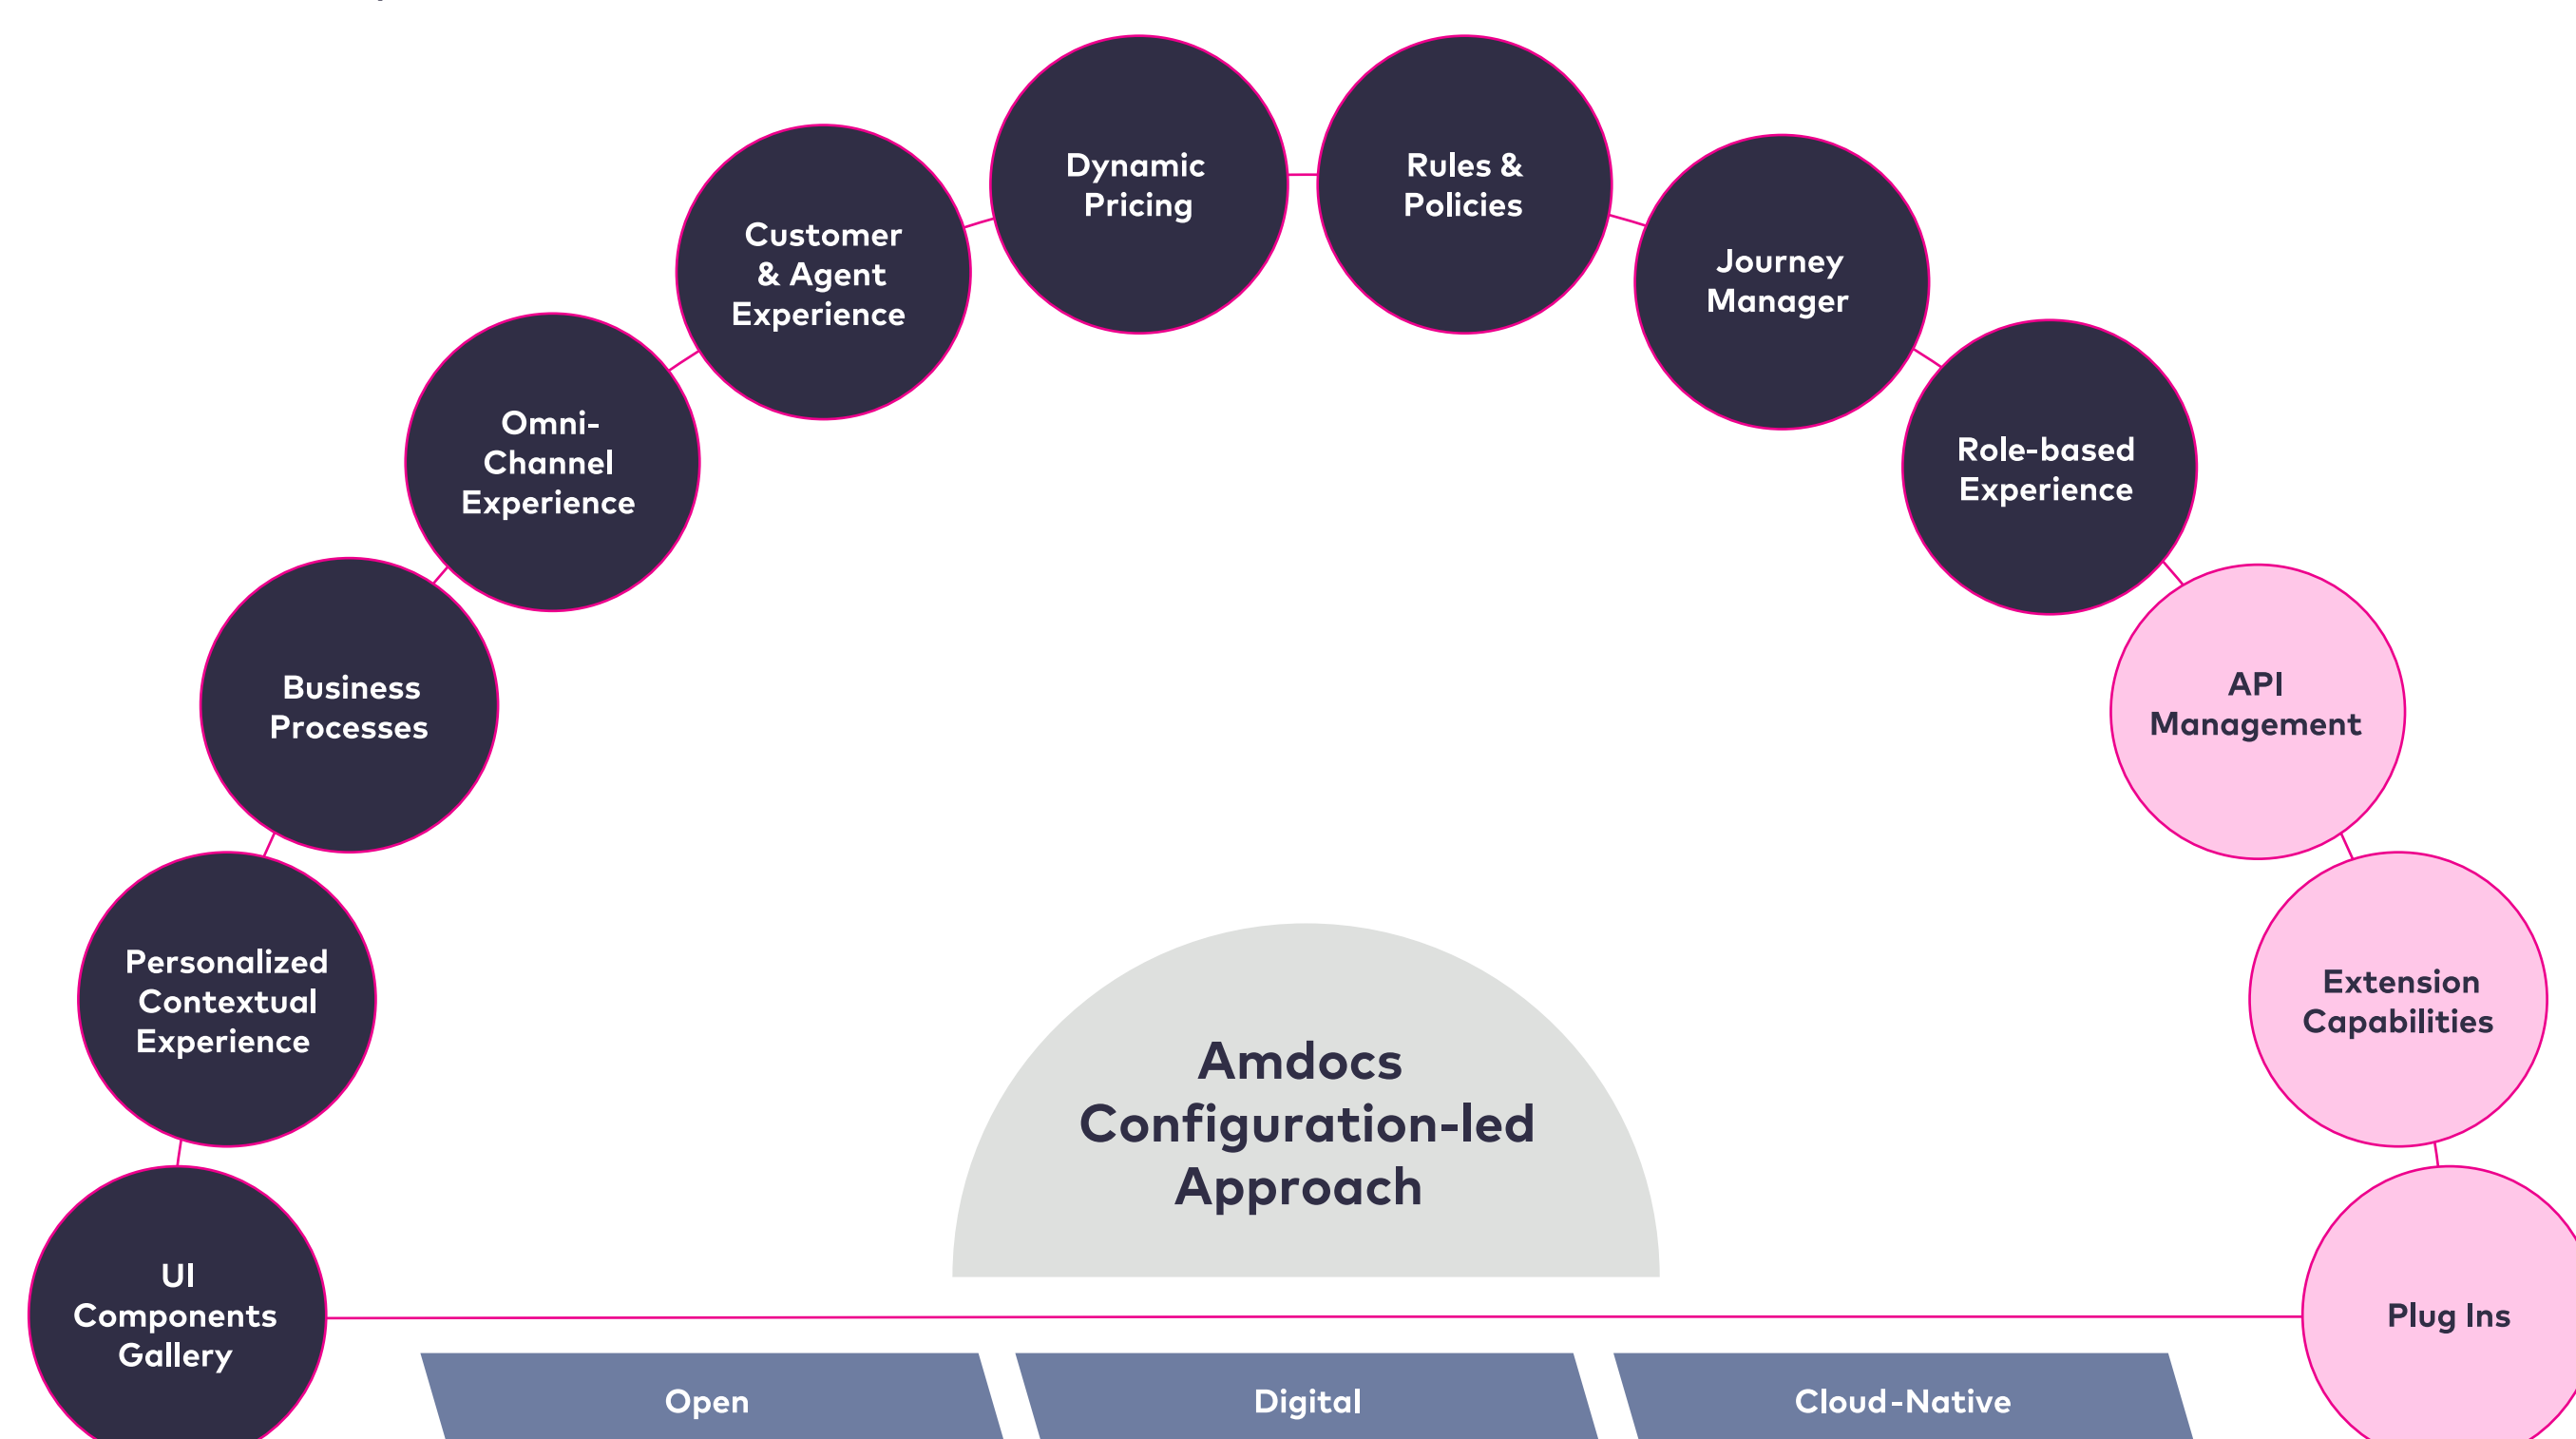 Dynamic
Pricing
Rules &
Policies
Customer
& Agent
Experience
Journey
Manager
Omni-
Channel
Experience
Role-based
Experience
Business
Processes
API
Management
Personalized
Contextual
Experience
Extension
Capabilities
Amdocs
Configuration-led
Approach
UI
Components
Gallery
Plug Ins
Open
Digital
Cloud-Native